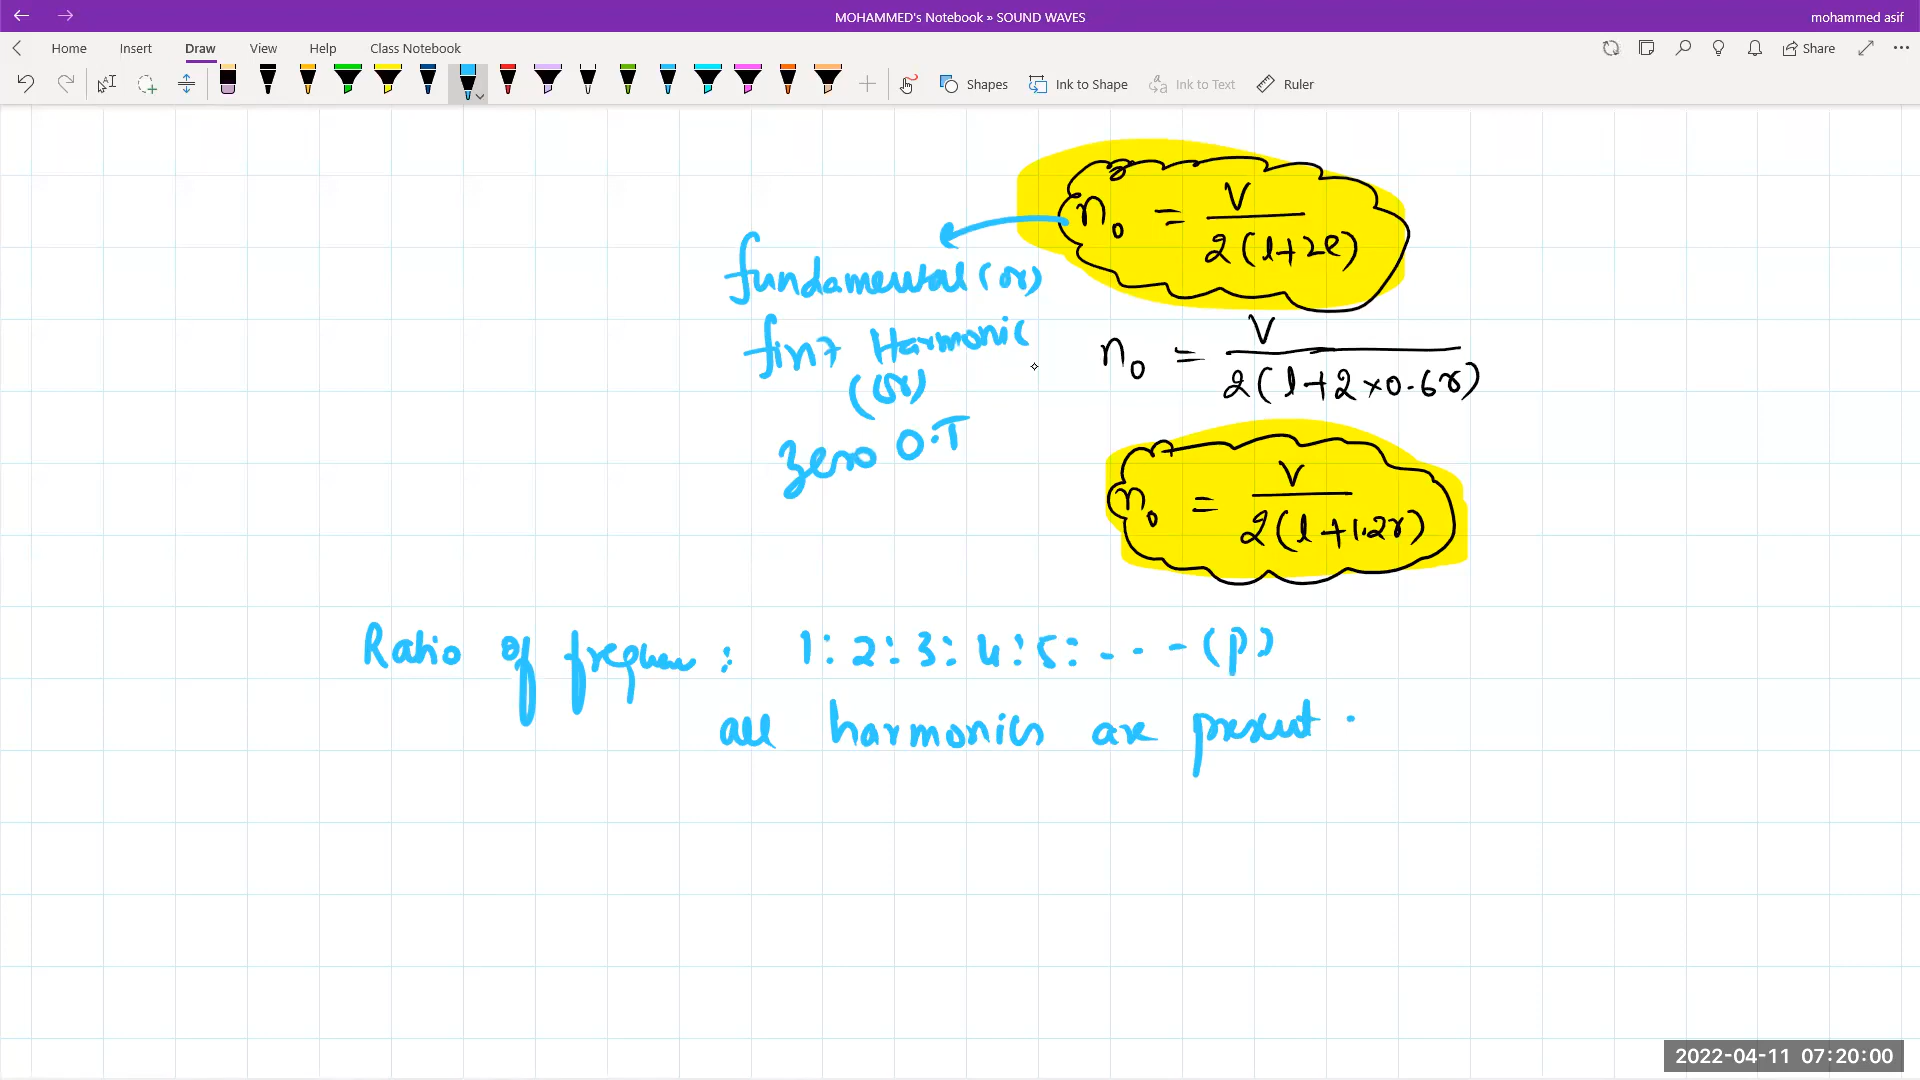 MOHAMMED's Notebook » SOUND WAVES
mohammed asif
Home Insert Draw View Help Class Notebook
Share
Shapes Ink to Shape Ink to Text Ruler
n₀ = V / 2(l+2e)
fundamental (or)
first Harmonic
(or)
zero O.T
n₀ = V / 2(l+2×0.6r)
n₀ = V / 2(l+1.2r)
Ratio of frequen : 1:2:3:4:5: - - - (p)
all harmonics are present .
2022-04-11 07:20:00